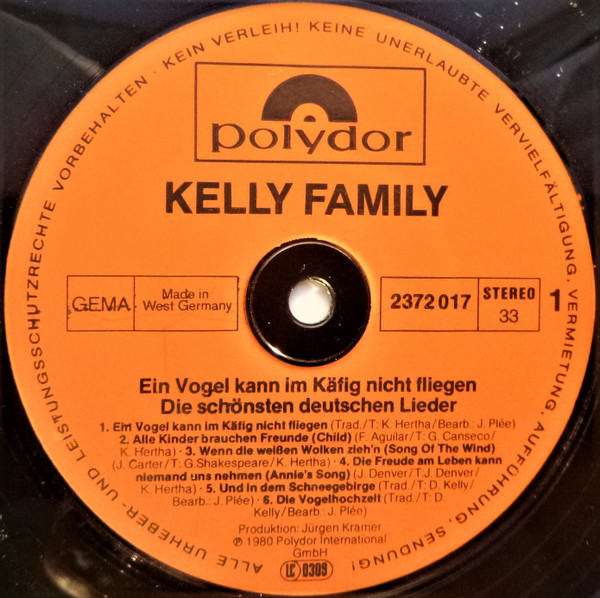 ALLE URHEBER- UND LEISTUNGSSCHUTZRECHTE VORBEHALTEN · KEIN VERLEIH! KEINE UNERLAUBTE VERVIELFÄLTIGUNG, VERMIETUNG, AUFFÜHRUNG, SENDUNG!
polydor
KELLY FAMILY
GEMA
Made in
West Germany
2372 017
STEREO
33
1
Ein Vogel kann im Käfig nicht fliegen
Die schönsten deutschen Lieder
1. Ein Vogel kann im Käfig nicht fliegen (Trad./T: K. Hertha/Bearb: J. Plée)
2. Alle Kinder brauchen Freunde (Child) (F. Aguilar/T: G. Canseco/
K. Hertha) · 3. Wenn die weißen Wolken zieh'n (Song Of The Wind)
(J. Carter/T: G. Shakespeare/K. Hertha) · 4. Die Freude am Leben kann
niemand uns nehmen (Annie's Song) (J. Denver/T: J. Denver/
K. Hertha) · 5. Und in dem Schneegebirge (Trad./T: D. Kelly/
Bearb.: J. Plée) · 6. Die Vogelhochzeit (Trad./T: D.
Kelly/Bearb: J. Plée)
Produktion: Jürgen Kramer
℗ 1980 Polydor International
GmbH
LC 0309